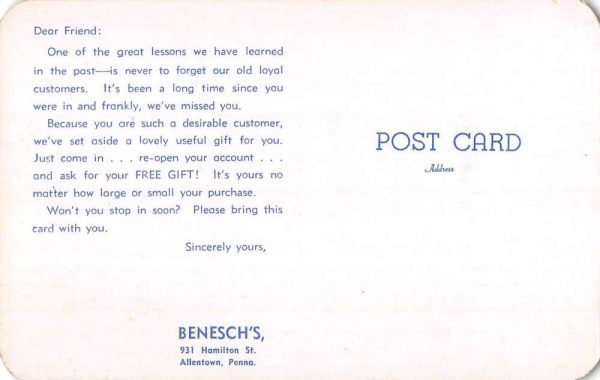 Dear Friend:
One of the great lessons we have learned
in the past—is never to forget our old loyal
customers. It's been a long time since you
were in and frankly, we've missed you.
Because you are such a desirable customer,
we've set aside a lovely useful gift for you.
Just come in . . . re-open your account . . .
and ask for your FREE GIFT! It's yours no
matter how large or small your purchase.
Won't you stop in soon? Please bring this
card with you.
Sincerely yours,
BENESCH'S,
931 Hamilton St.
Allentown, Penna.
POST CARD
Address